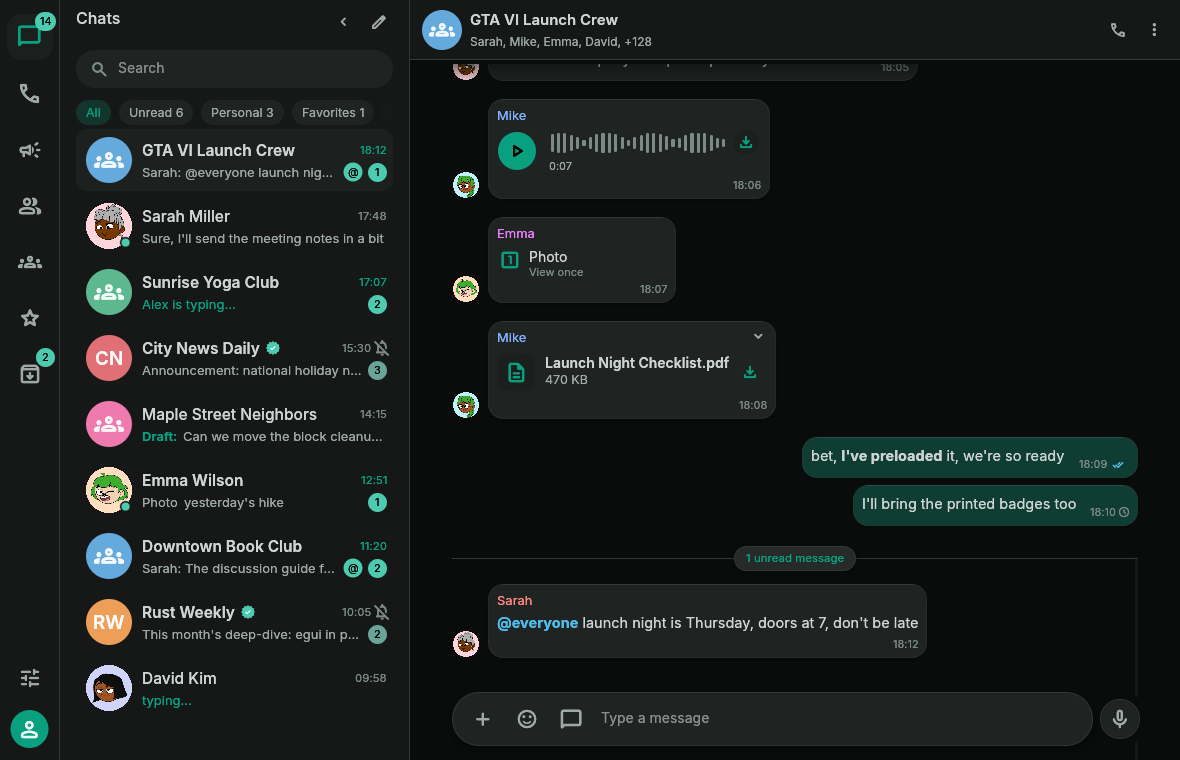 14
Chats
Search
All
Unread 6
Personal 3
Favorites 1
GTA VI Launch Crew
18:12
Sarah: @everyone launch nig...
@
1
Sarah Miller
17:48
Sure, I'll send the meeting notes in a bit
Sunrise Yoga Club
17:07
Alex is typing...
2
CN
City News Daily
15:30
Announcement: national holiday n...
3
2
Maple Street Neighbors
14:15
Draft: Can we move the block cleanu...
Emma Wilson
12:51
Photo yesterday's hike
1
Downtown Book Club
11:20
Sarah: The discussion guide f...
@
2
RW
Rust Weekly
10:05
This month's deep-dive: egui in p...
2
David Kim
09:58
typing...
GTA VI Launch Crew
Sarah, Mike, Emma, David, +128
18:05
Mike
0:07
18:06
Emma
1
Photo
View once
18:07
Mike
Launch Night Checklist.pdf
470 KB
18:08
bet, I've preloaded it, we're so ready
18:09
I'll bring the printed badges too
18:10
1 unread message
Sarah
@everyone launch night is Thursday, doors at 7, don't be late
18:12
Type a message